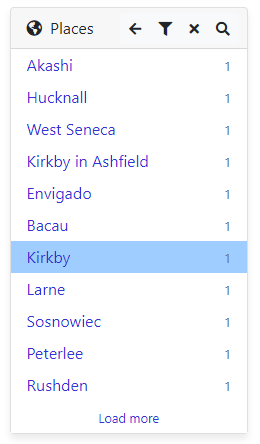 Places
Akashi 1
Hucknall 1
West Seneca 1
Kirkby in Ashfield 1
Envigado 1
Bacau 1
Kirkby 1
Larne 1
Sosnowiec 1
Peterlee 1
Rushden 1
Load more